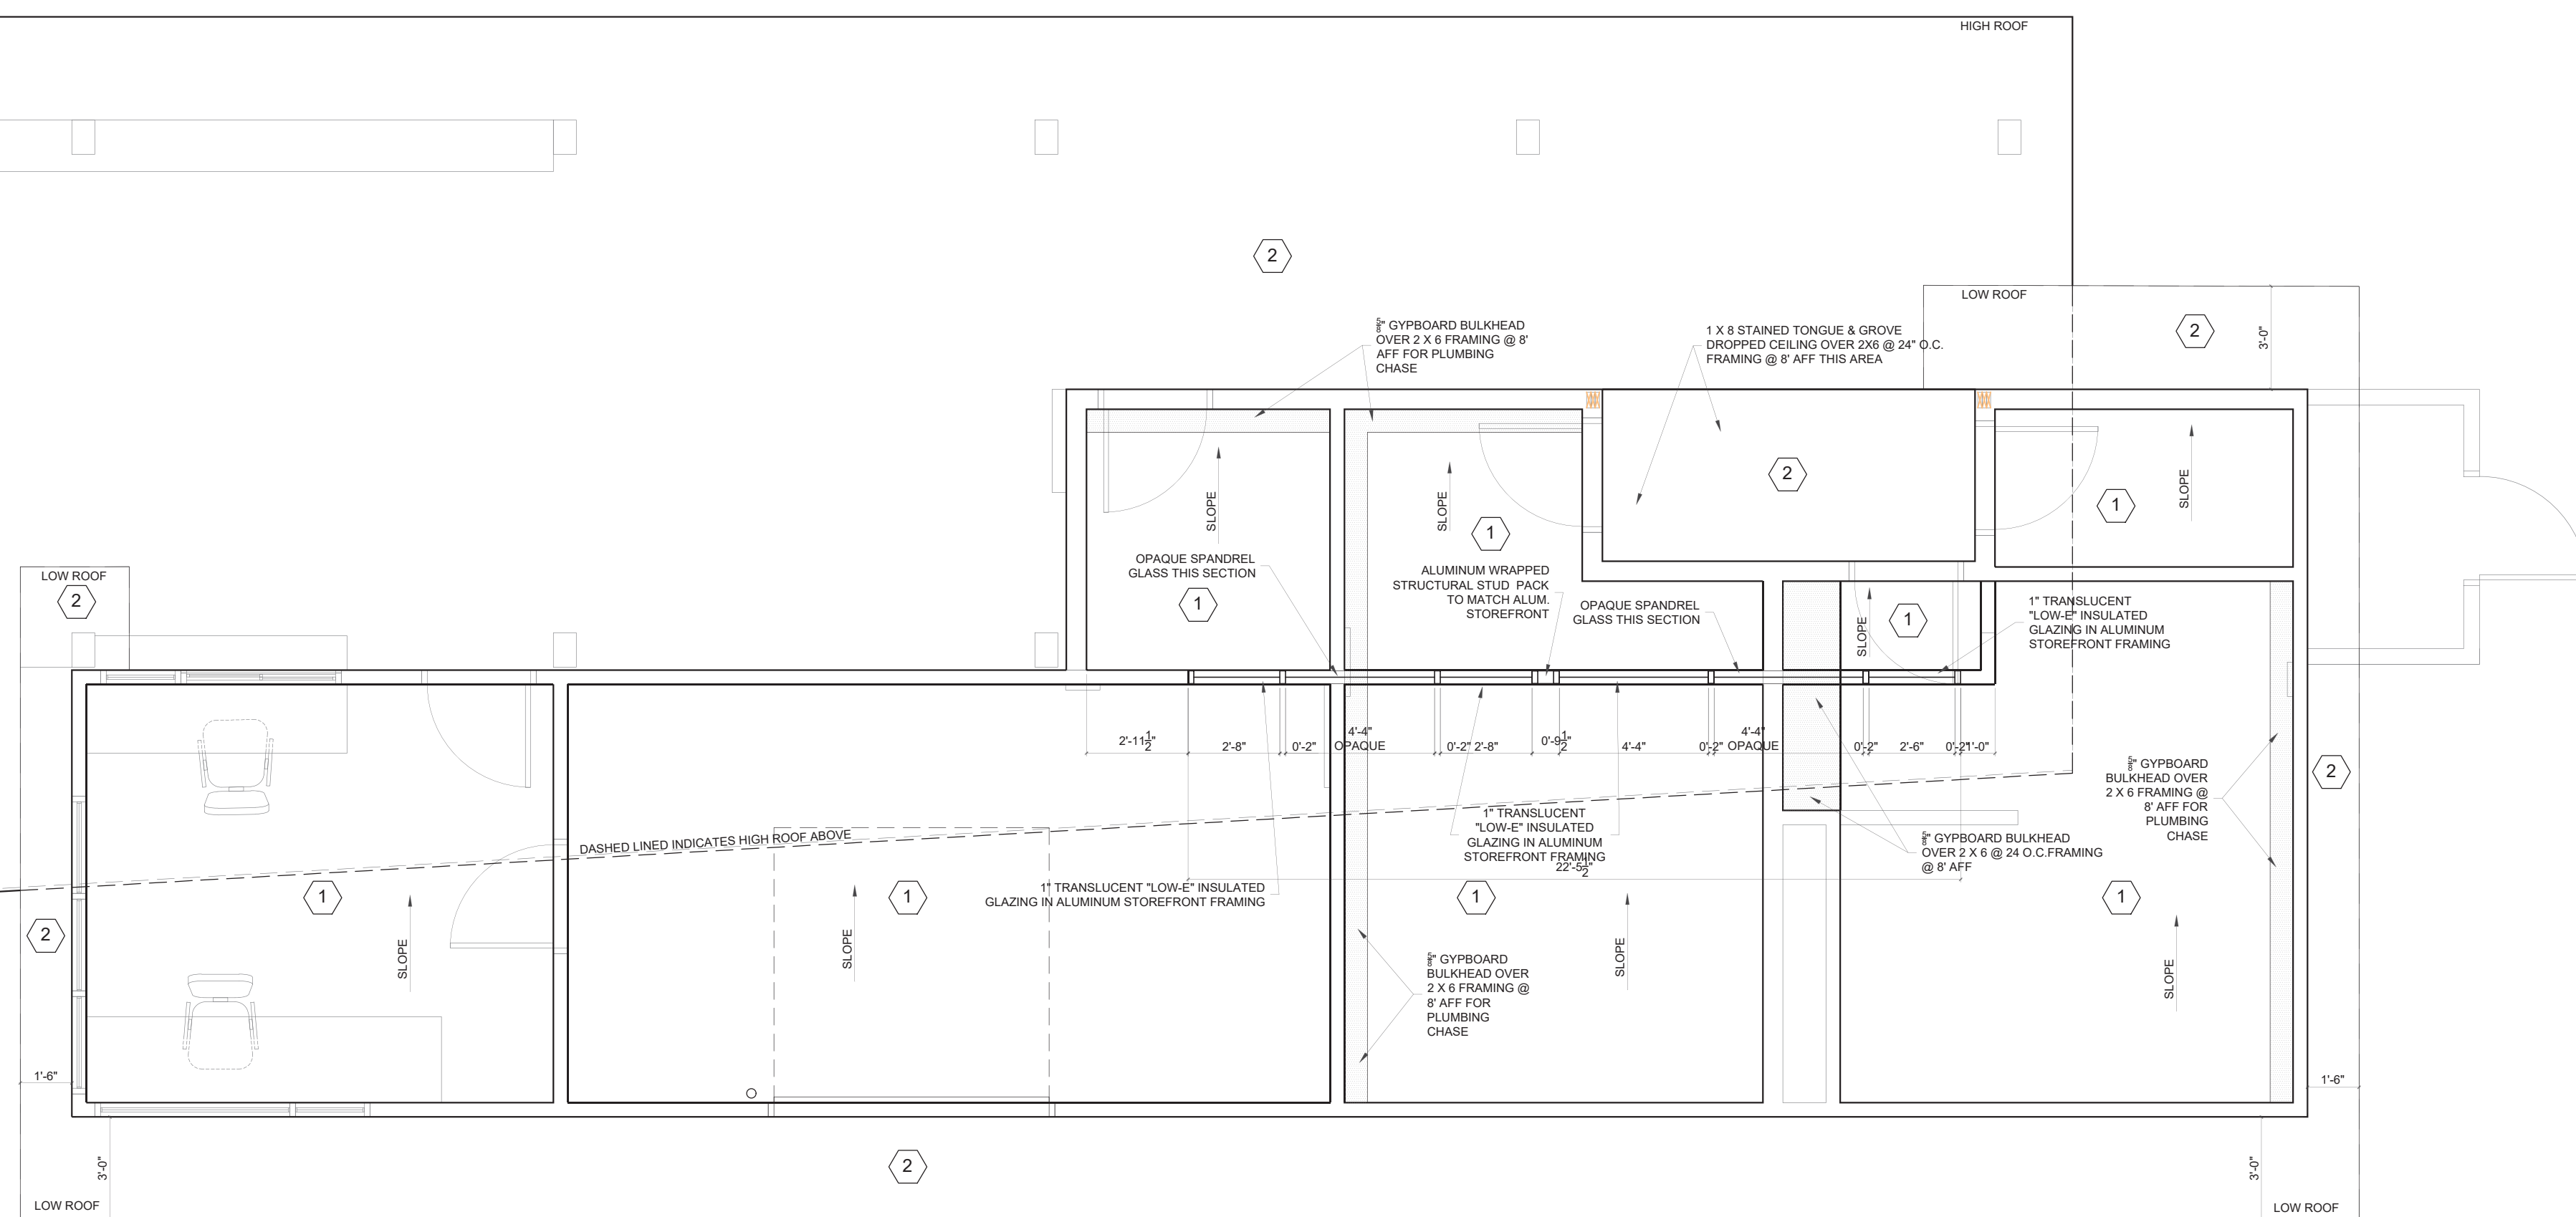 HIGH ROOF
2
LOW ROOF
2
3'-0"
⅝" GYPBOARD BULKHEAD
OVER 2 X 6 FRAMING @ 8'
AFF FOR PLUMBING
CHASE
1 X 8 STAINED TONGUE & GROVE
DROPPED CEILING OVER 2X6 @ 24" O.C.
FRAMING @ 8' AFF THIS AREA
SLOPE
SLOPE
2
SLOPE
1
1
OPAQUE SPANDREL
GLASS THIS SECTION
1
ALUMINUM WRAPPED
STRUCTURAL STUD PACK
TO MATCH ALUM.
STOREFRONT
OPAQUE SPANDREL
GLASS THIS SECTION
SLOPE
1
1" TRANSLUCENT
"LOW-E" INSULATED
GLAZING IN ALUMINUM
STOREFRONT FRAMING
LOW ROOF
2
2'-11½"
2'-8"
0'-2"
4'-4"
OPAQUE
0'-2"
2'-8"
0'-9½"
4'-4"
0'-2"
4'-4"
OPAQUE
0'-2"
2'-6"
0'-2"
1'-0"
⅝" GYPBOARD
BULKHEAD OVER
2 X 6 FRAMING @
8' AFF FOR
PLUMBING
CHASE
2
DASHED LINED INDICATES HIGH ROOF ABOVE
1" TRANSLUCENT
"LOW-E" INSULATED
GLAZING IN ALUMINUM
STOREFRONT FRAMING
22'-5½"
⅝" GYPBOARD BULKHEAD
OVER 2 X 6 @ 24 O.C.FRAMING
@ 8' AFF
1" TRANSLUCENT "LOW-E" INSULATED
GLAZING IN ALUMINUM STOREFRONT FRAMING
1
1
1
1
2
SLOPE
SLOPE
SLOPE
SLOPE
⅝" GYPBOARD
BULKHEAD OVER
2 X 6 FRAMING @
8' AFF FOR
PLUMBING
CHASE
1'-6"
1'-6"
3'-0"
2
3'-0"
LOW ROOF
LOW ROOF